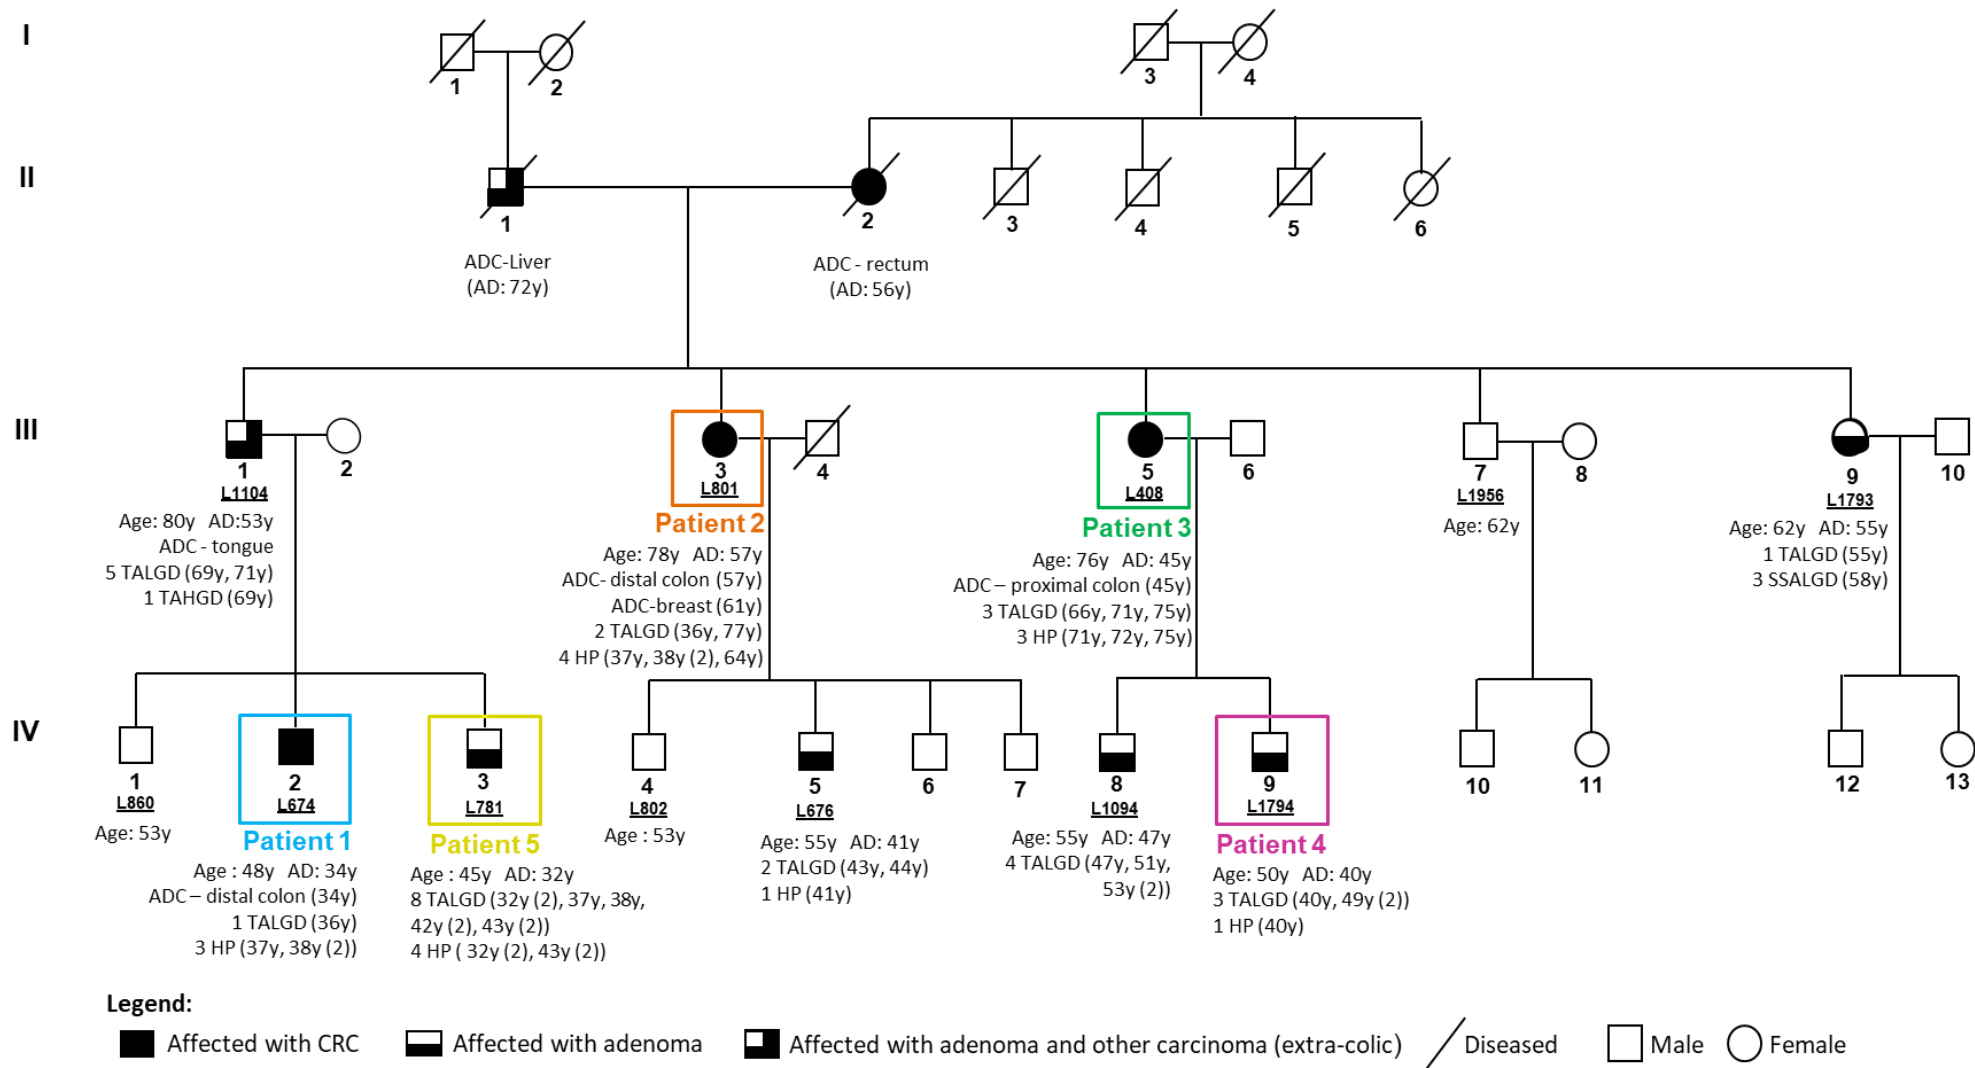 I
1
2
3
4
II
1
2
3
4
5
6
ADC-Liver
(AD: 72y)
ADC - rectum
(AD: 56y)
III
1
L1104
Age: 80y AD:53y
ADC - tongue
5 TALGD (69y, 71y)
1 TAHGD (69y)
2
3
L801
Patient 2
Age: 78y AD: 57y
ADC- distal colon (57y)
ADC-breast (61y)
2 TALGD (36y, 77y)
4 HP (37y, 38y (2), 64y)
4
5
L408
Patient 3
Age: 76y AD: 45y
ADC – proximal colon (45y)
3 TALGD (66y, 71y, 75y)
3 HP (71y, 72y, 75y)
6
7
L1956
Age: 62y
8
9
L1793
Age: 62y AD: 55y
1 TALGD (55y)
3 SSALGD (58y)
10
IV
1
L860
Age: 53y
2
L674
Patient 1
Age : 48y AD: 34y
ADC – distal colon (34y)
1 TALGD (36y)
3 HP (37y, 38y (2))
3
L781
Patient 5
Age : 45y AD: 32y
8 TALGD (32y (2), 37y, 38y,
42y (2), 43y (2))
4 HP ( 32y (2), 43y (2))
4
L802
Age : 53y
5
L676
Age: 55y AD: 41y
2 TALGD (43y, 44y)
1 HP (41y)
6
7
8
L1094
Age: 55y AD: 47y
4 TALGD (47y, 51y,
53y (2))
9
L1794
Patient 4
Age: 50y AD: 40y
3 TALGD (40y, 49y (2))
1 HP (40y)
10
11
12
13
Legend:
Affected with CRC
Affected with adenoma
Affected with adenoma and other carcinoma (extra-colic)
Diseased
Male
Female